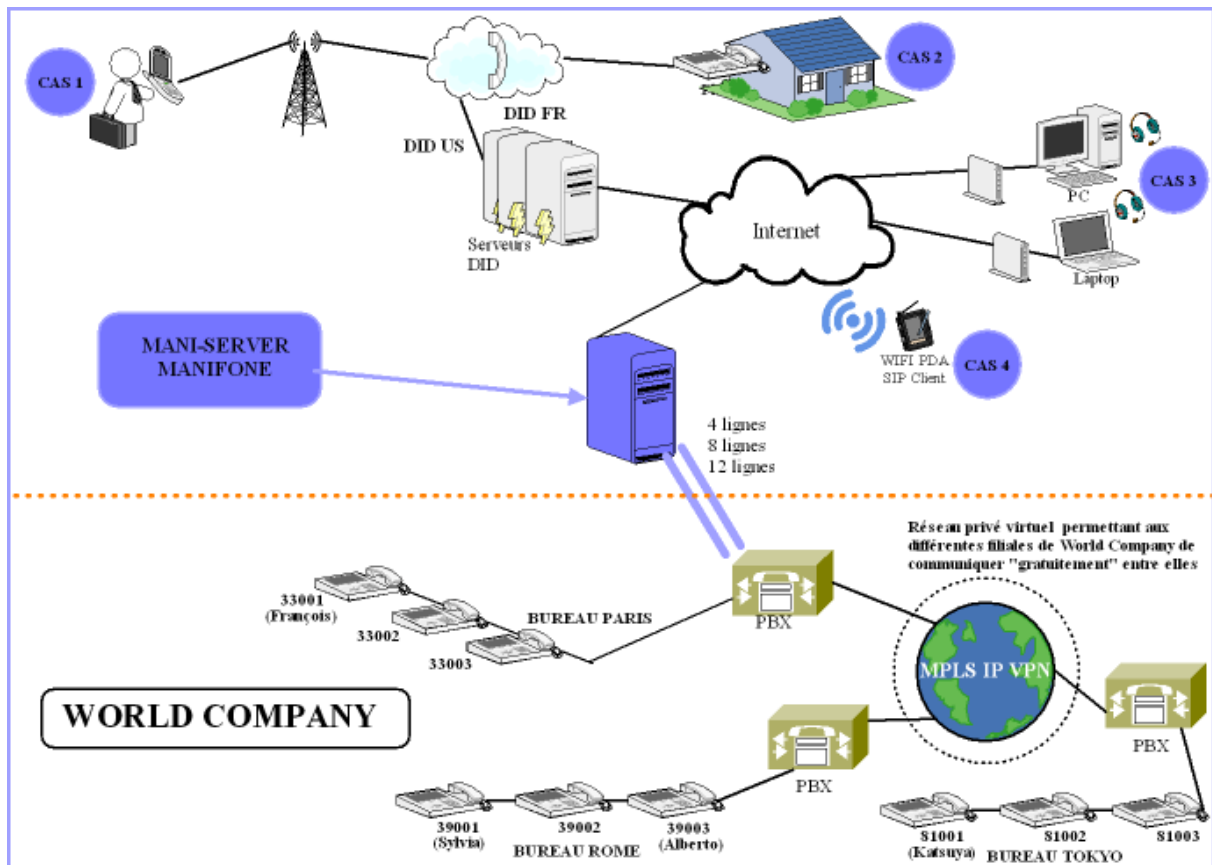 CAS 1
CAS 2
DID FR
DID US
Serveurs
DID
Internet
PC
CAS 3
Laptop
MANI-SERVER
MANIFONE
WIFI PDA
SIP Client
CAS 4
4 lignes
8 lignes
12 lignes
Réseau privé virtuel permettant aux
différentes filiales de World Company de
communiquer "gratuitement" entre elles
33001
(François)
33002
33003
BUREAU PARIS
PBX
MPLS IP VPN
WORLD COMPANY
PBX
PBX
39001
(Sylvia)
39002
39003
(Alberto)
BUREAU ROME
81001
(Katsuya)
81002
81003
BUREAU TOKYO